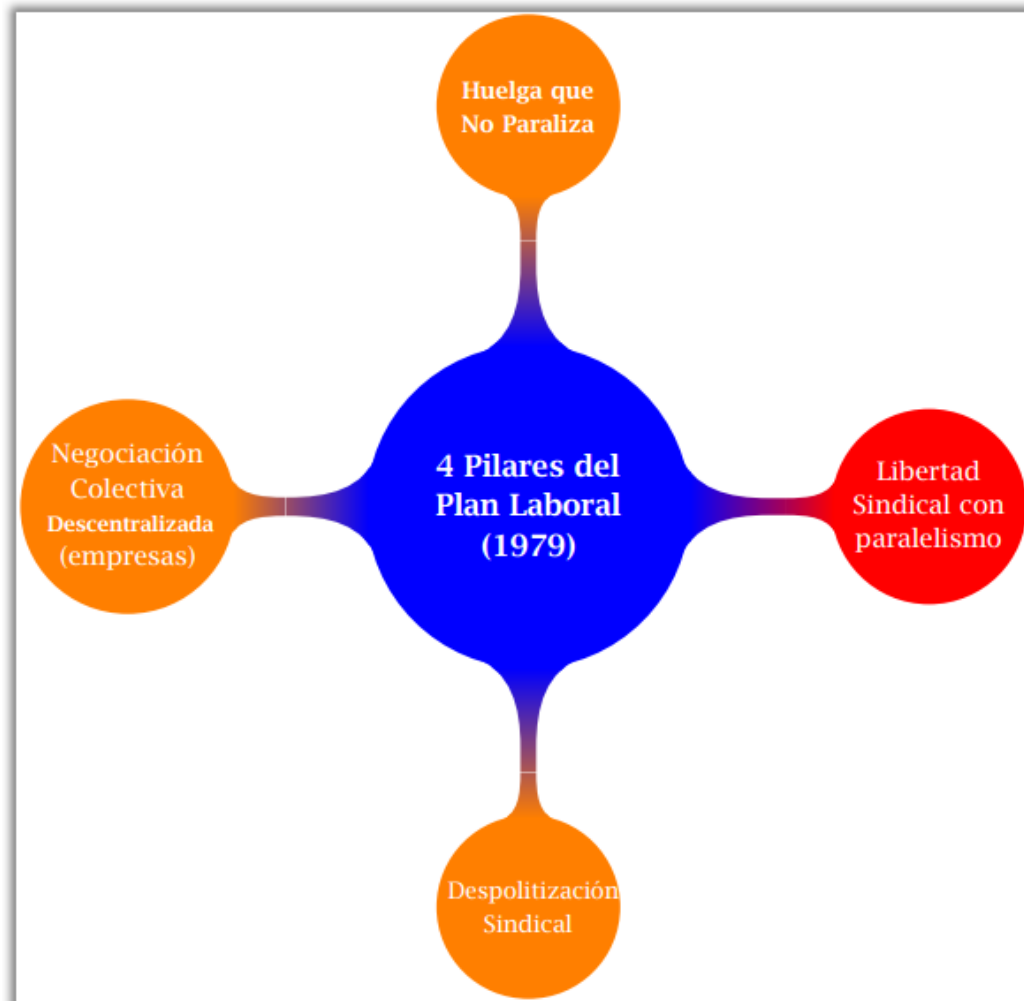 Huelga que
No Paraliza
Negociación
Colectiva
Descentralizada
(empresas)
4 Pilares del
Plan Laboral
(1979)
Libertad
Sindical con
paralelismo
Despolitización
Sindical